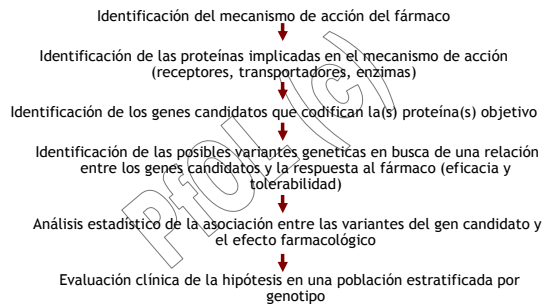 Identificación del mecanismo de acción del fármaco
Identificación de las proteínas implicadas en el mecanismo de acción
(receptores, transportadores, enzimas)
Identificación de los genes candidatos que codifican la(s) proteína(s) objetivo
Identificación de las posibles variantes geneticas en busca de una relación
entre los genes candidatos y la respuesta al fármaco (eficacia y
tolerabilidad)
Análisis estadístico de la asociación entre las variantes del gen candidato y
el efecto farmacológico
Evaluación clínica de la hipótesis en una población estratificada por
genotipo
PfOL (c)